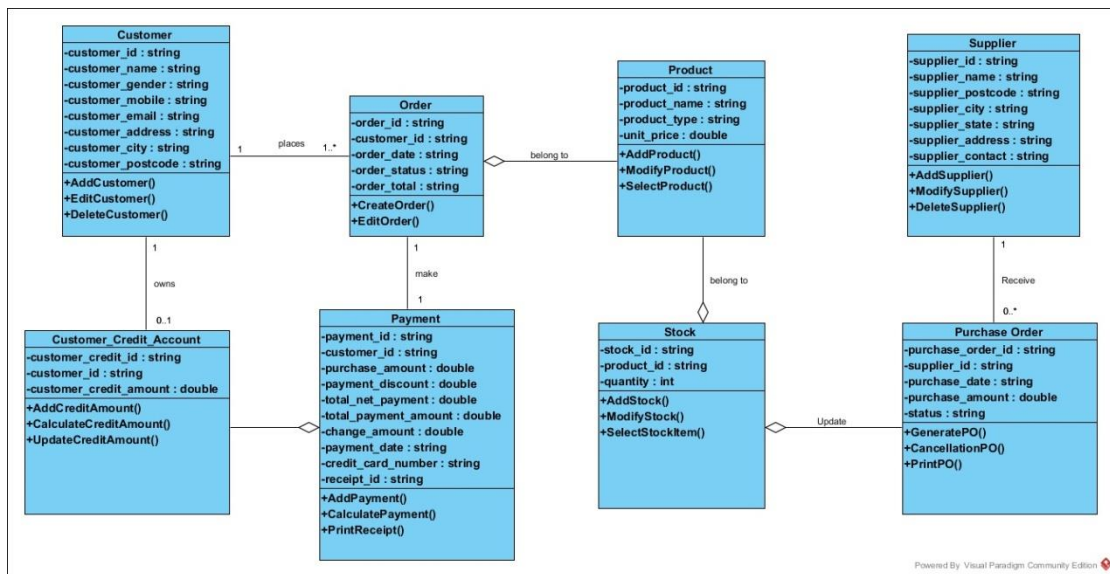 Customer
-customer_id : string
-customer_name : string
-customer_gender : string
-customer_mobile : string
-customer_email : string
-customer_address : string
-customer_city : string
-customer_postcode : string
+AddCustomer()
+EditCustomer()
+DeleteCustomer()
1
places
1..*
Order
-order_id : string
-customer_id : string
-order_date : string
-order_status : string
-order_total : string
+CreateOrder()
+EditOrder()
belong to
Product
-product_id : string
-product_name : string
-product_type : string
-unit_price : double
+AddProduct()
+ModifyProduct()
+SelectProduct()
Supplier
-supplier_id : string
-supplier_name : string
-supplier_postcode : string
-supplier_city : string
-supplier_state : string
-supplier_address : string
-supplier_contact : string
+AddSupplier()
+ModifySupplier()
+DeleteSupplier()
1
owns
0..1
1
make
1
belong to
1
Receive
0..*
Customer_Credit_Account
-customer_credit_id : string
-customer_id : string
-customer_credit_amount : double
+AddCreditAmount()
+CalculateCreditAmount()
+UpdateCreditAmount()
Payment
-payment_id : string
-customer_id : string
-purchase_amount : double
-payment_discount : double
-total_net_payment : double
-total_payment_amount : double
-change_amount : double
-payment_date : string
-credit_card_number : string
-receipt_id : string
+AddPayment()
+CalculatePayment()
+PrintReceipt()
Stock
-stock_id : string
-product_id : string
-quantity : int
+AddStock()
+ModifyStock()
+SelectStockItem()
Update
Purchase Order
-purchase_order_id : string
-supplier_id : string
-purchase_date : string
-purchase_amount : double
-status : string
+GeneratePO()
+CancellationPO()
+PrintPO()
Powered By Visual Paradigm Community Edition